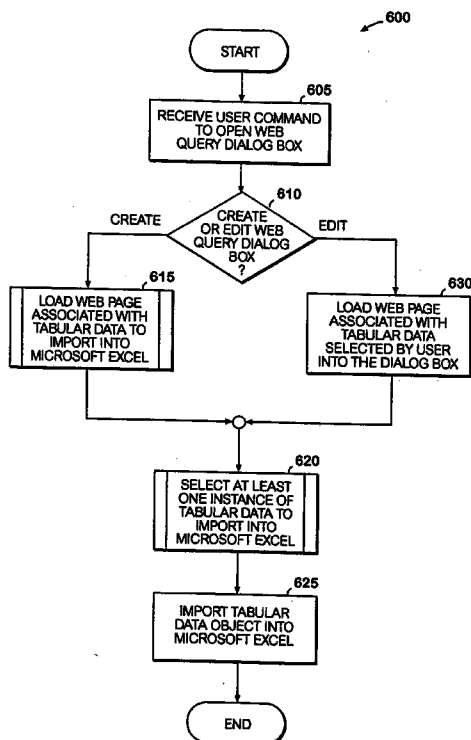 600
START
605
RECEIVE USER COMMAND
TO OPEN WEB
QUERY DIALOG BOX
610
CREATE
OR EDIT WEB
QUERY DIALOG
BOX
?
CREATE
EDIT
615
LOAD WEB PAGE
ASSOCIATED WITH
TABULAR DATA TO
IMPORT INTO
MICROSOFT EXCEL
630
LOAD WEB PAGE
ASSOCIATED WITH
TABULAR DATA
SELECTED BY USER
INTO THE DIALOG BOX
620
SELECT AT LEAST
ONE INSTANCE OF
TABULAR DATA TO
IMPORT INTO
MICROSOFT EXCEL
625
IMPORT TABULAR
DATA OBJECT INTO
MICROSOFT EXCEL
END